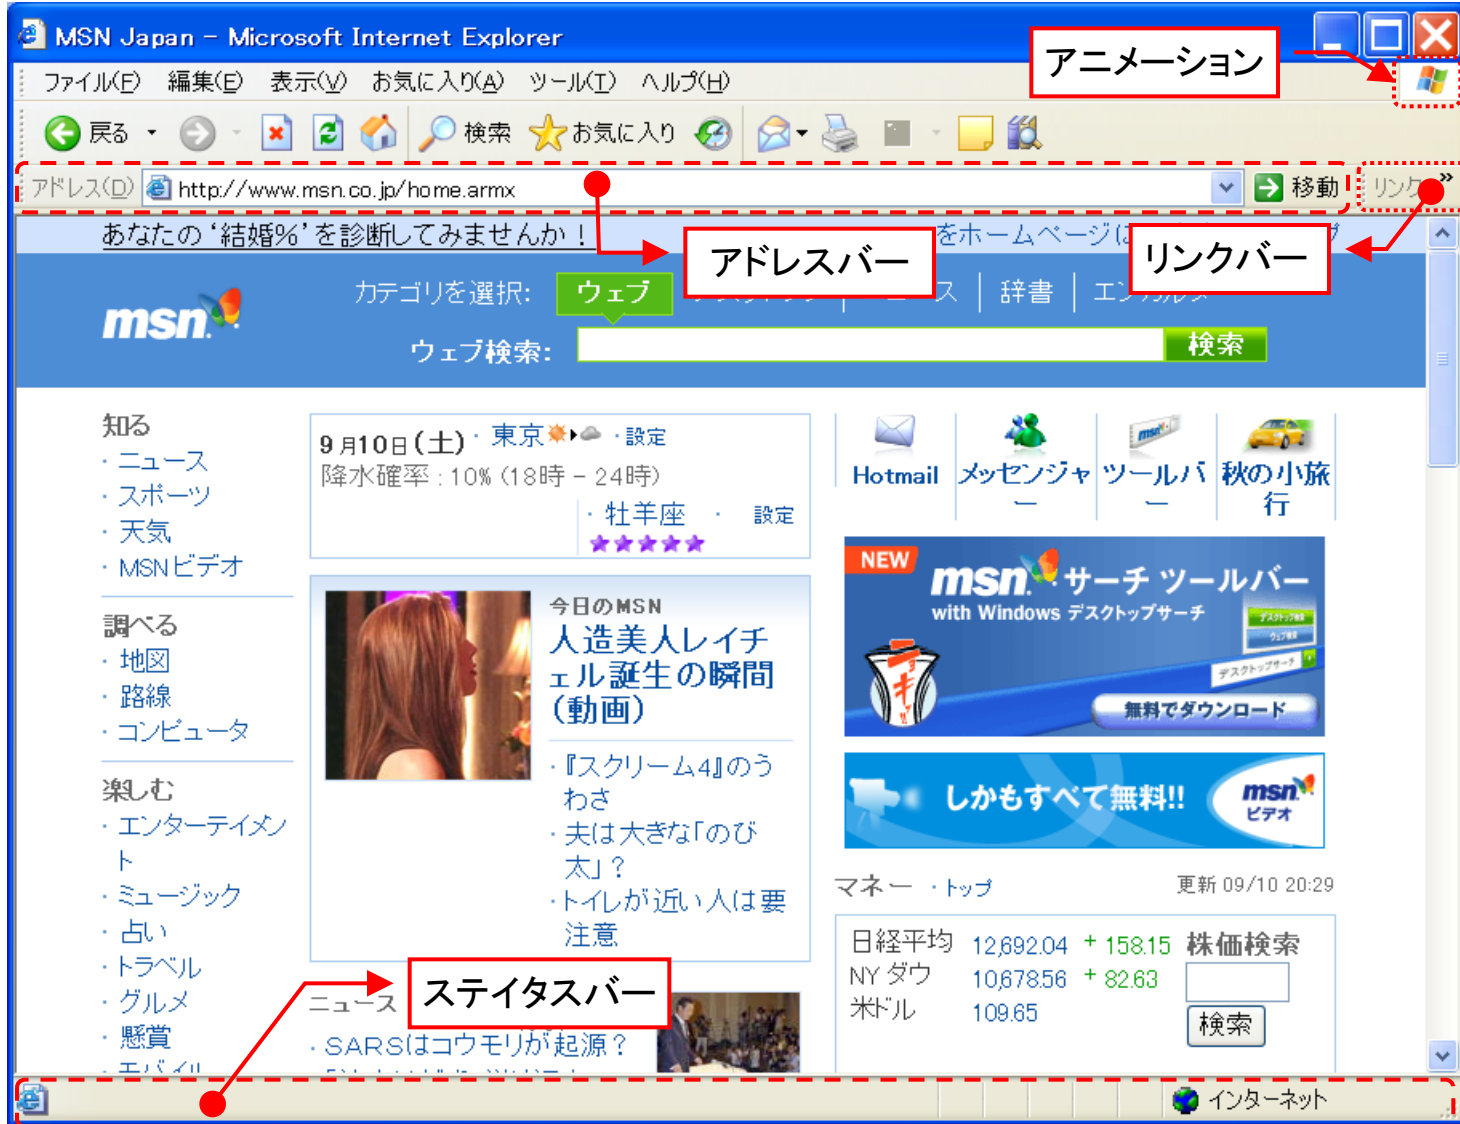 MSN Japan - Microsoft Internet Explorer
アニメーション
ファイル(F) 編集(E) 表示(V) お気に入り(A) ツール(T) ヘルプ(H)
戻る 検索 お気に入り
アドレス(D) http://www.msn.co.jp/home.armx 移動 リンク »
あなたの‘結婚%’を診断してみませんか！ をホームページに
アドレスバー
リンクバー
msn
カテゴリを選択: ウェブ 辞書
ウェブ検索: 検索
知る
・ニュース
・スポーツ
・天気
・MSNビデオ
調べる
・地図
・路線
・コンピュータ
楽しむ
・エンターテイメン
ト
・ミュージック
・占い
・トラベル
・グルメ
・懸賞
・モバイル
9月10日(土)・東京 ・設定
降水確率 : 10% (18時 - 24時)
・牡羊座 ・ 設定
★★★★★
今日のMSN
人造美人レイチ
ェル誕生の瞬間
(動画)
・『スクリーム4』のう
わさ
・夫は大きな「のび
太」？
・トイレが近い人は要
注意
ステイタスバー
ニュース
・SARSはコウモリが起源？
Hotmail
メッセンジャ
ー
ツールバ
ー
秋の小旅
行
NEW
msn サーチ ツールバー
with Windows デスクトップサーチ
デスクトップサーチ
無料でダウンロード
しかもすべて無料!!
msn
ビデオ
マネー ・トップ 更新 09/10 20:29
日経平均 12,692.04 + 158.15 株価検索
NY ダウ 10,678.56 + 82.63
米ドル 109.65
検索
インターネット